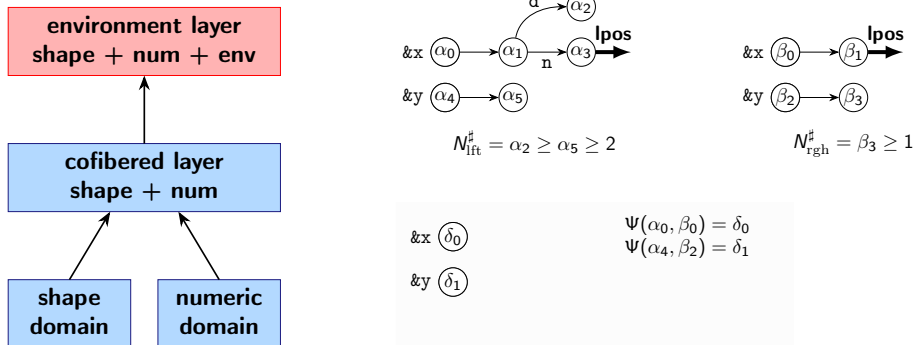 environment layer
shape + num + env
cofibered layer
shape + num
shape
domain
numeric
domain
d
α₂
lpos
&x α₀ α₁ n α₃
&y α₄ α₅
N♯lft = α₂ ≥ α₅ ≥ 2
lpos
&x β₀ β₁
&y β₂ β₃
N♯rgh = β₃ ≥ 1
&x δ₀
&y δ₁
Ψ(α₀, β₀) = δ₀
Ψ(α₄, β₂) = δ₁